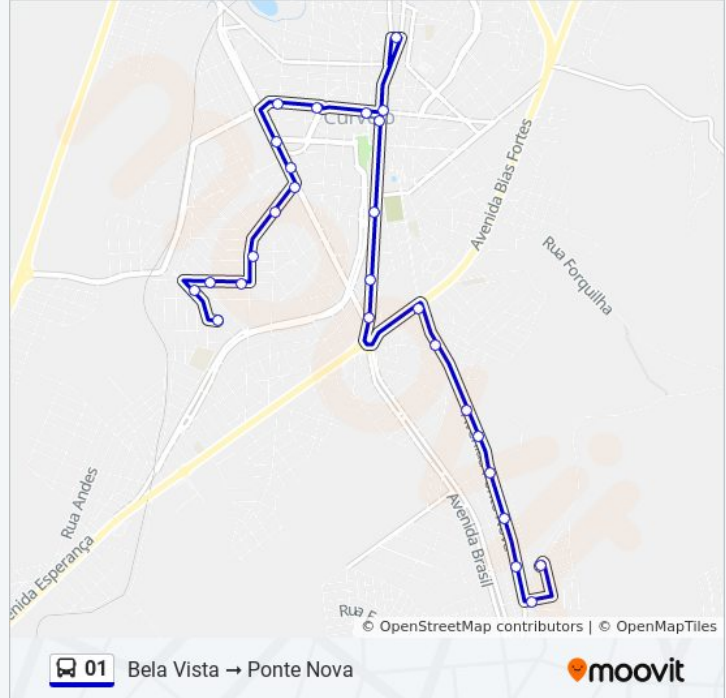 Curvelo
Avenida Bias Fortes
Rua Forquilha
Rua Andes
enida Esperança
Avenida Brasil
© OpenStreetMap contributors | © OpenMapTiles
01 Bela Vista → Ponte Nova
moovit